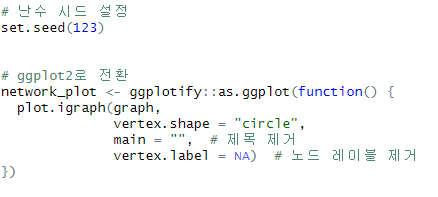 # 난수 시드 설정
set.seed(123)
# ggplot2로 전환
network_plot <- ggplotify::as.ggplot(function() {
  plot.igraph(graph,
              vertex.shape = "circle",
              main = "",  # 제목 제거
              vertex.label = NA)  # 노드 레이블 제거
})